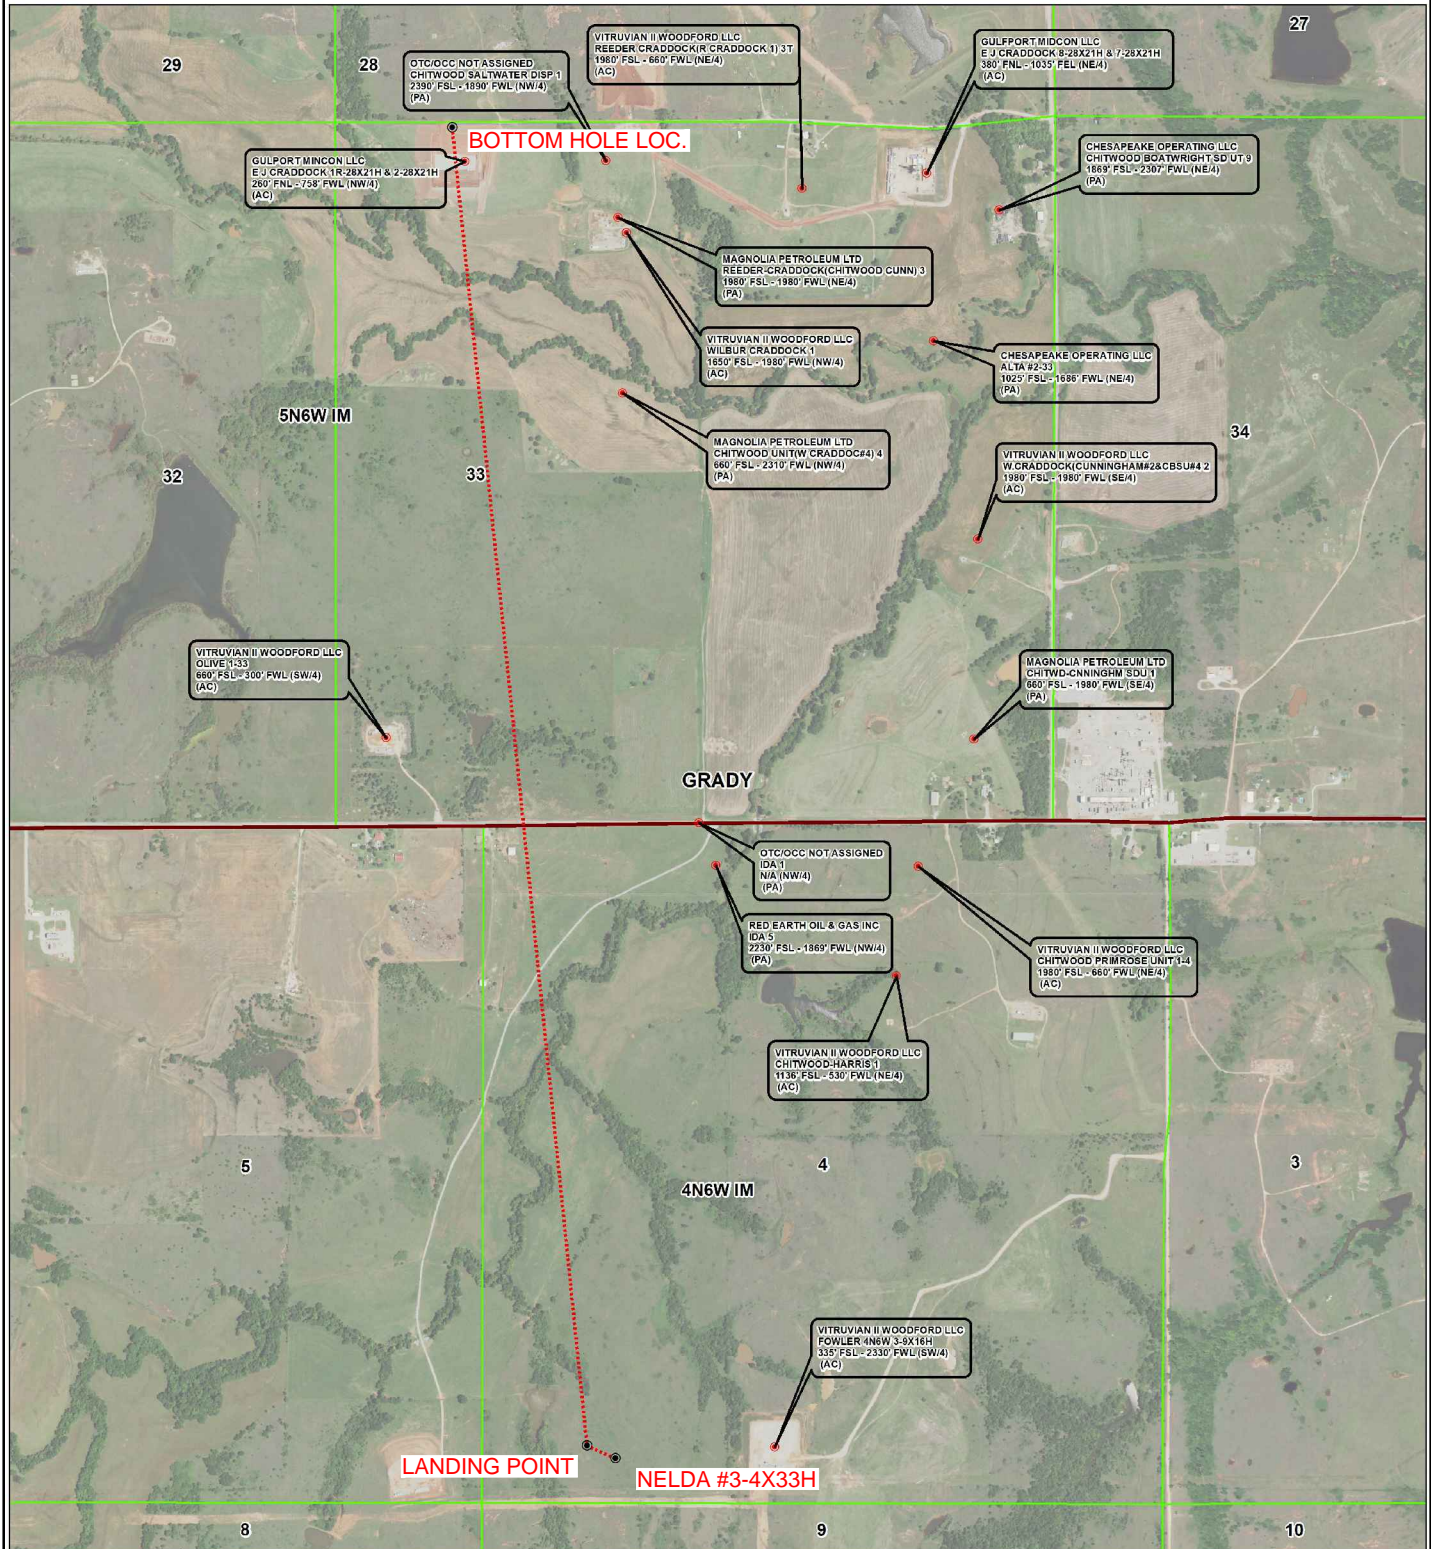 27
29
28
VITRUVIAN II WOODFORD LLC
REEDER CRADDOCK(R CRADDOCK 1) 3T
1980' FSL - 660' FWL (NE/4)
(AC)
GULFPORT MIDCON LLC
E J CRADDOCK 8-28X21H & 7-28X21H
380' FNL - 1035' FEL (NE/4)
(AC)
OTC/OCC NOT ASSIGNED
CHITWOOD SALTWATER DISP 1
2390' FSL - 1890' FWL (NW/4)
(PA)
BOTTOM HOLE LOC.
GULPORT MINCON LLC
E J CRADDOCK 1R-28X21H & 2-28X21H
260' FNL - 758' FWL (NW/4)
(AC)
CHESAPEAKE OPERATING LLC
CHITWOOD BOATWRIGHT SD UT 9
1869' FSL - 2307' FWL (NE/4)
(PA)
MAGNOLIA PETROLEUM LTD
REEDER-CRADDOCK(CHITWOOD CUNN) 3
1980' FSL - 1980' FWL (NE/4)
(PA)
VITRUVIAN II WOODFORD LLC
WILBUR CRADDOCK 1
1650' FSL - 1980' FWL (NW/4)
(AC)
CHESAPEAKE OPERATING LLC
ALTA #2-33
1025' FSL - 1686' FWL (NE/4)
(PA)
5N6W IM
34
MAGNOLIA PETROLEUM LTD
CHITWOOD UNIT(W CRADDOC#4) 4
660' FSL - 2310' FWL (NW/4)
(PA)
VITRUVIAN II WOODFORD LLC
W.CRADDOCK(CUNNINGHAM#2&CBSU#4 2
1980' FSL - 1980' FWL (SE/4)
(AC)
32
33
VITRUVIAN II WOODFORD LLC
OLIVE 1-33
660' FSL - 300' FWL (SW/4)
(AC)
MAGNOLIA PETROLEUM LTD
CHITWD-CNNINGHM SDU 1
660' FSL - 1980' FWL (SE/4)
(PA)
GRADY
OTC/OCC NOT ASSIGNED
IDA 1
N/A (NW/4)
(PA)
RED EARTH OIL & GAS INC
IDA 5
2230' FSL - 1869' FWL (NW/4)
(PA)
VITRUVIAN II WOODFORD LLC
CHITWOOD PRIMROSE UNIT 1-4
1980' FSL - 660' FWL (NE/4)
(AC)
VITRUVIAN II WOODFORD LLC
CHITWOOD-HARRIS 1
1136' FSL - 530' FWL (NE/4)
(AC)
5
4
3
4N6W IM
VITRUVIAN II WOODFORD LLC
FOWLER 4N6W 3-9X16H
335' FSL - 2330' FWL (SW/4)
(AC)
LANDING POINT
NELDA #3-4X33H
8
9
10